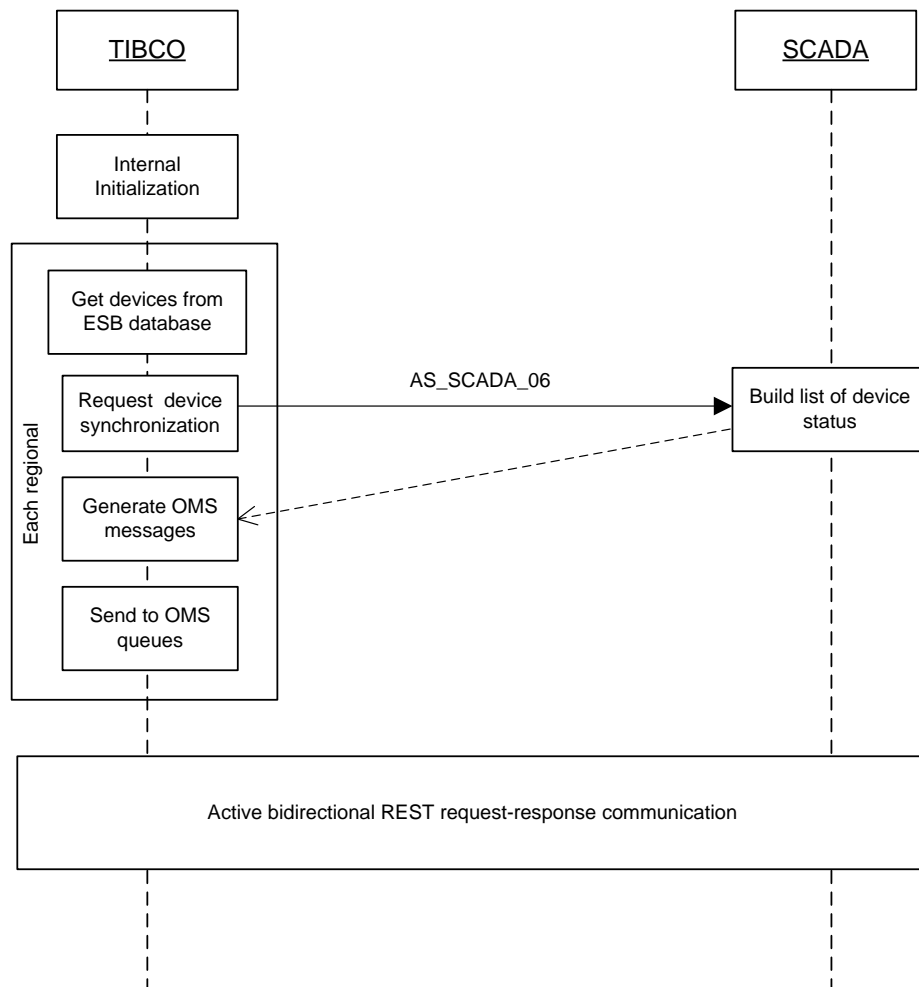 TIBCO
SCADA
Internal
Initialization
Each regional
Get devices from
ESB database
Request device
synchronization
AS_SCADA_06
Build list of device
status
Generate OMS
messages
Send to OMS
queues
Active bidirectional REST request-response communication